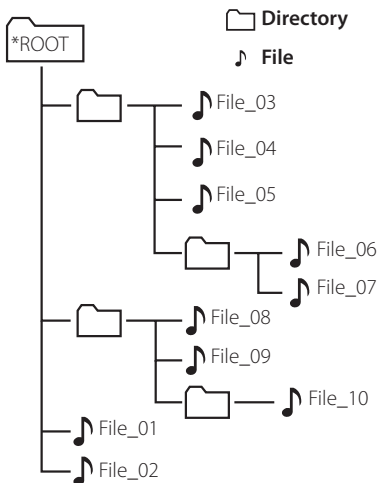 Directory
File
*ROOT
File_03
File_04
File_05
File_06
File_07
File_08
File_09
File_10
File_01
File_02